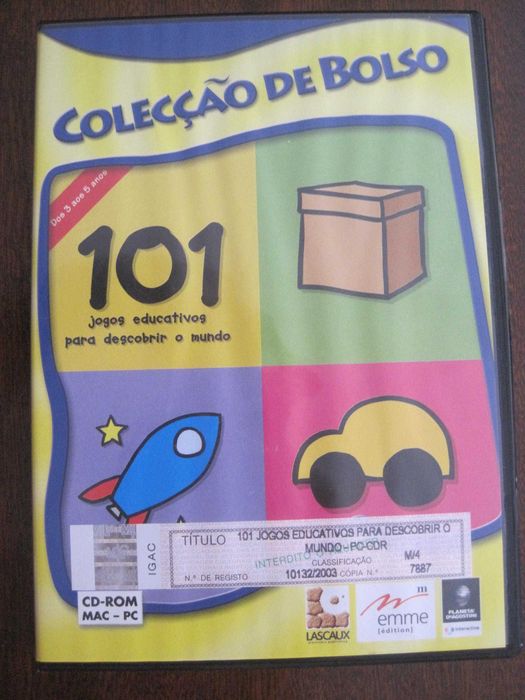 COLECÇÃO DE BOLSO
Dos 3 aos 5 anos
101
jogos educativos
para descobrir o mundo
IGAC
TÍTULO 101 JOGOS EDUCATIVOS PARA DESCOBRIR O
MUNDO - PC-CDR
INTERDITO O
CLASSIFICAÇÃO M/4
N.º DE REGISTO 10132/2003 CÓPIA N.º 7887
CD-ROM
MAC - PC
LASCAUX
m
emme
(édition)
PLANETA
DeAGOSTINI
interactive